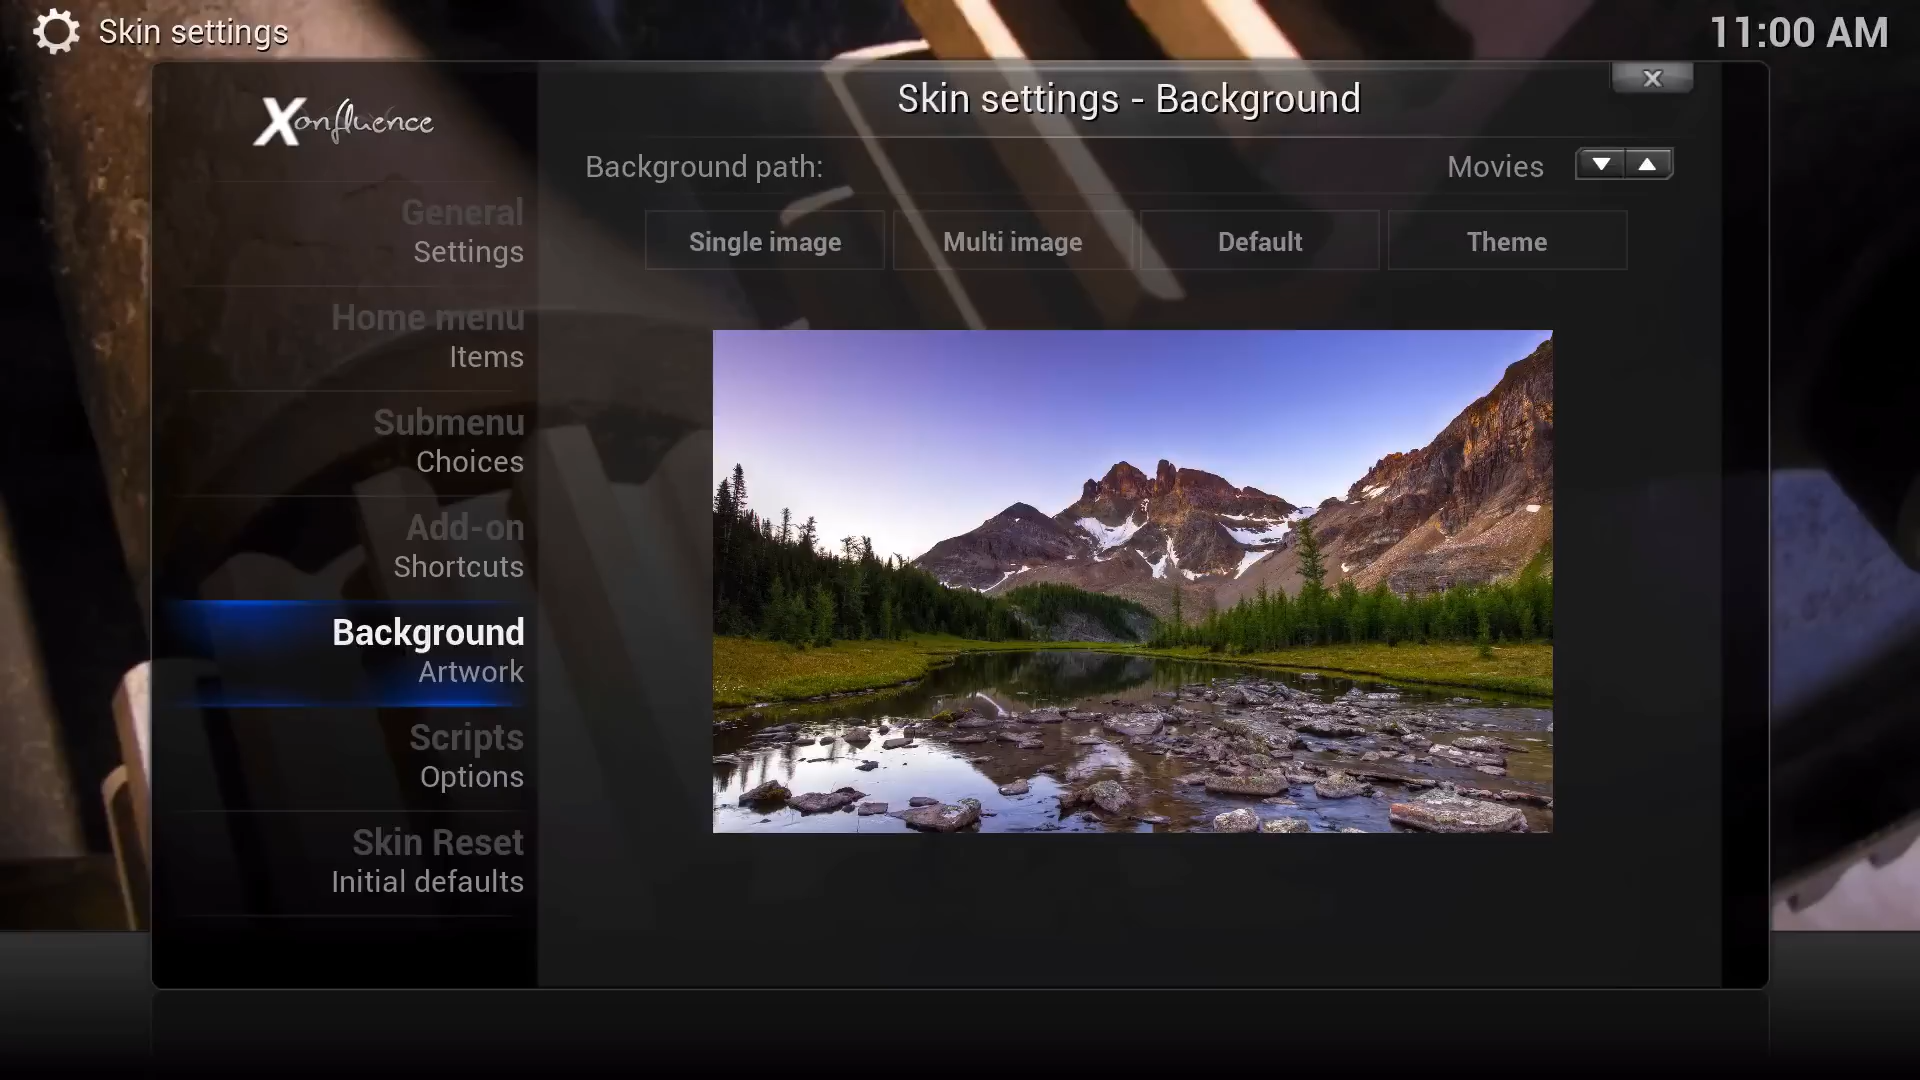 Skin settings
11:00 AM
Xonfluence
Skin settings - Background
X
Background path:
Movies
Single image
Multi image
Default
Theme
General
Settings
Home menu
Items
Submenu
Choices
Add-on
Shortcuts
Background
Artwork
Scripts
Options
Skin Reset
Initial defaults